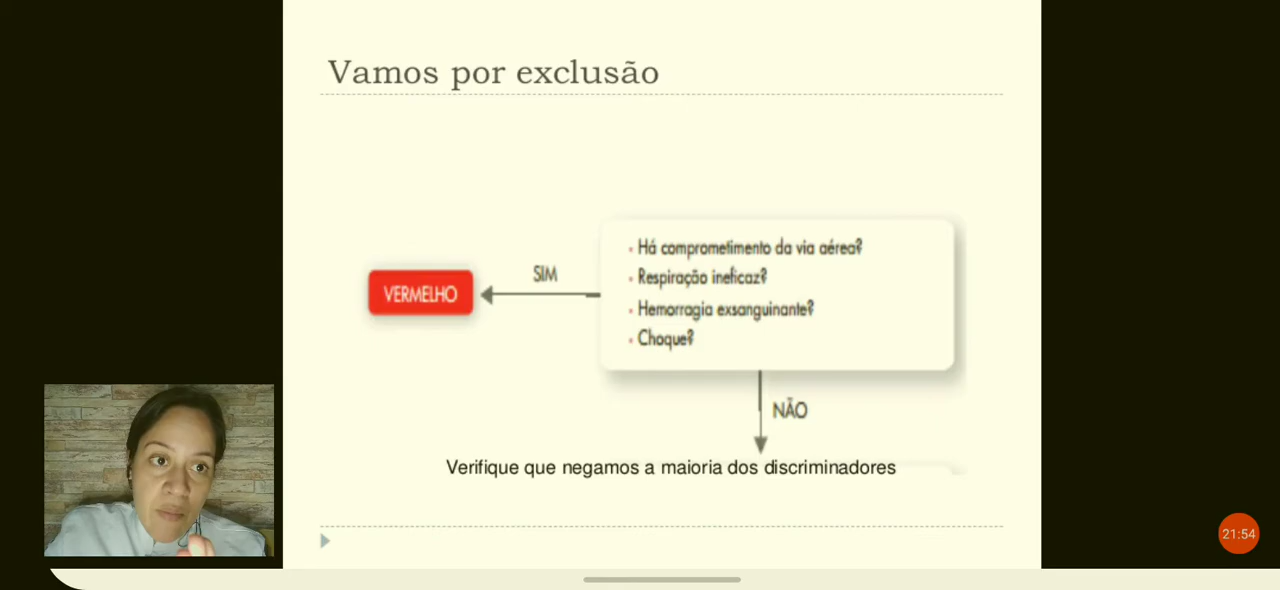 Vamos por exclusão
• Há comprometimento da via aérea?
• Respiração ineficaz?
• Hemorragia exsanguinante?
• Choque?
SIM
VERMELHO
NÃO
Verifique que negamos a maioria dos discriminadores
21:54